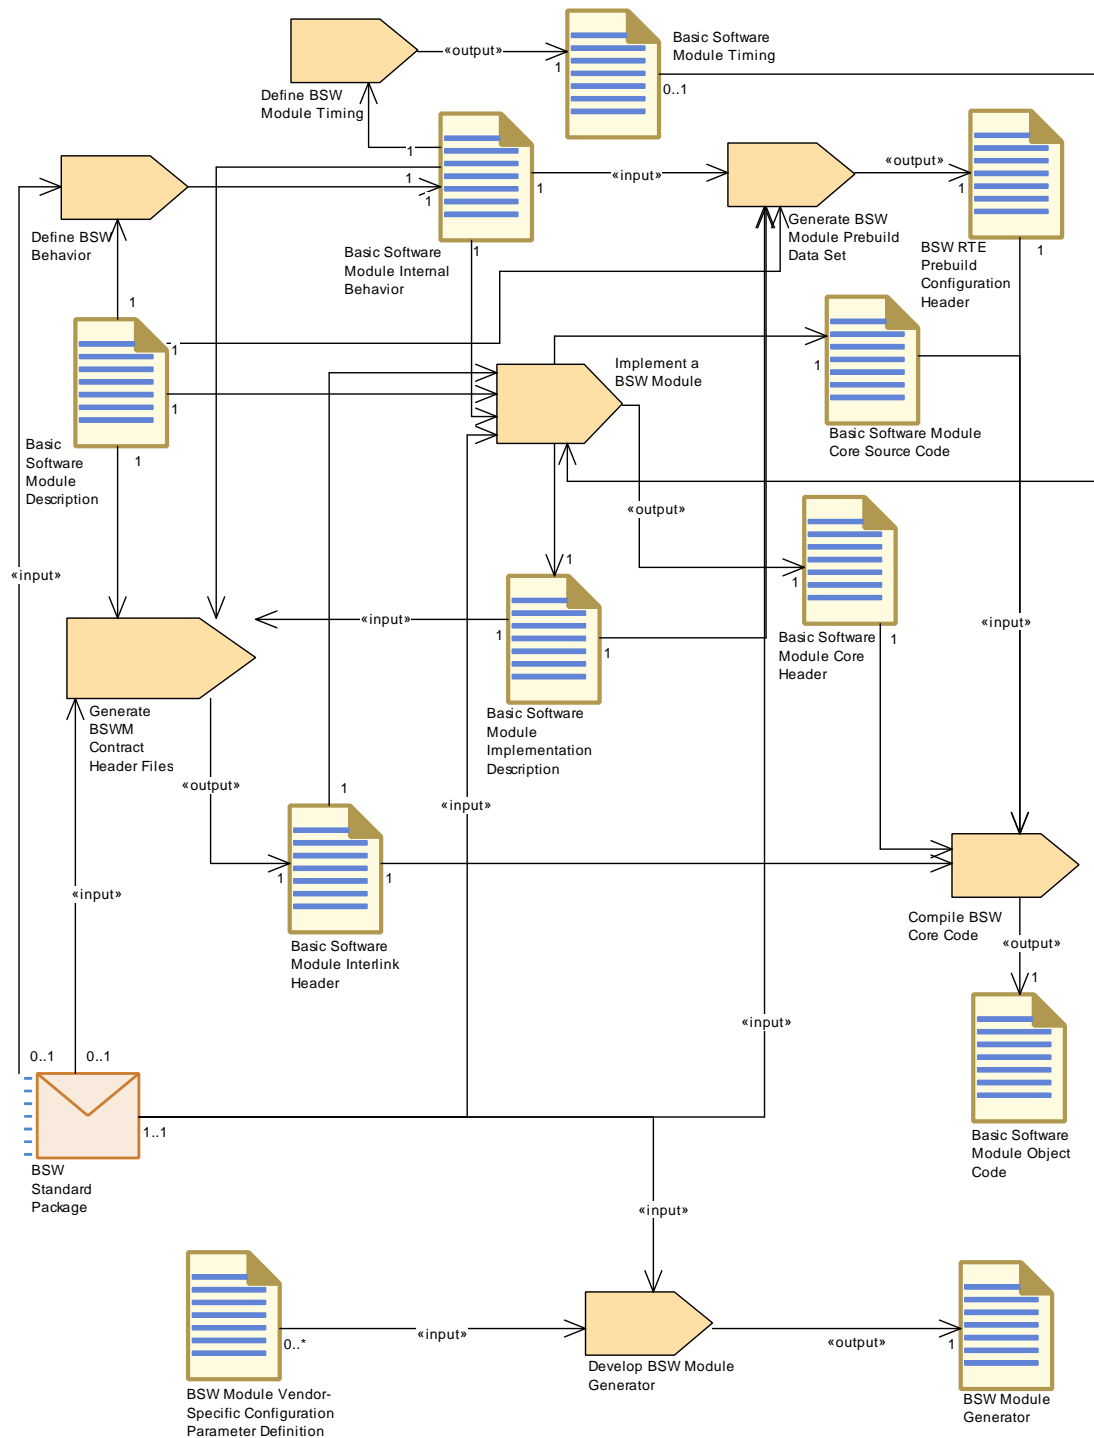 «output»
1
Basic Software
Module Timing
0..1
Define BSW
Module Timing
1
1
1
1
«input»
Generate BSW
Module Prebuild
Data Set
«output»
1
Define BSW
Behavior
Basic Software
Module Internal
Behavior
1
BSW RTE
Prebuild
Configuration
Header
1
1
1
1
1
Basic
Software
Module
Description
Implement a
BSW Module
1
Basic Software Module
Core Source Code
«output»
1
1
Basic Software
Module Core
Header
1
«input»
«input»
«input»
1
1
Basic Software
Module
Implementation
Description
Generate
BSWM
Contract
Header Files
«output»
1
1
1
Basic Software
Module Interlink
Header
«input»
«input»
«input»
Compile BSW
Core Code
«output»
1
Basic Software
Module Object
Code
0..1
0..1
1..1
BSW
Standard
Package
«input»
0..*
«input»
BSW Module Vendor-
Specific Configuration
Parameter Definition
Develop BSW Module
Generator
«output»
1
BSW Module
Generator